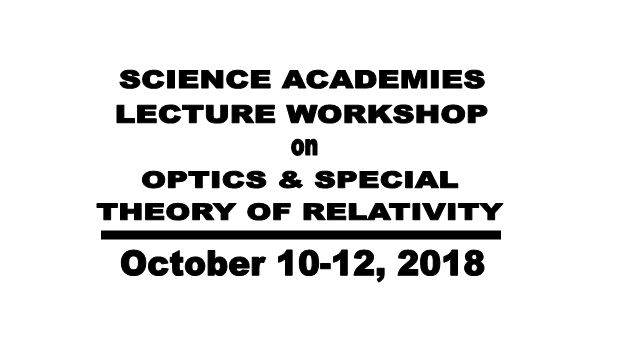 SCIENCE ACADEMIES
LECTURE WORKSHOP
on
OPTICS & SPECIAL
THEORY OF RELATIVITY
October 10-12, 2018